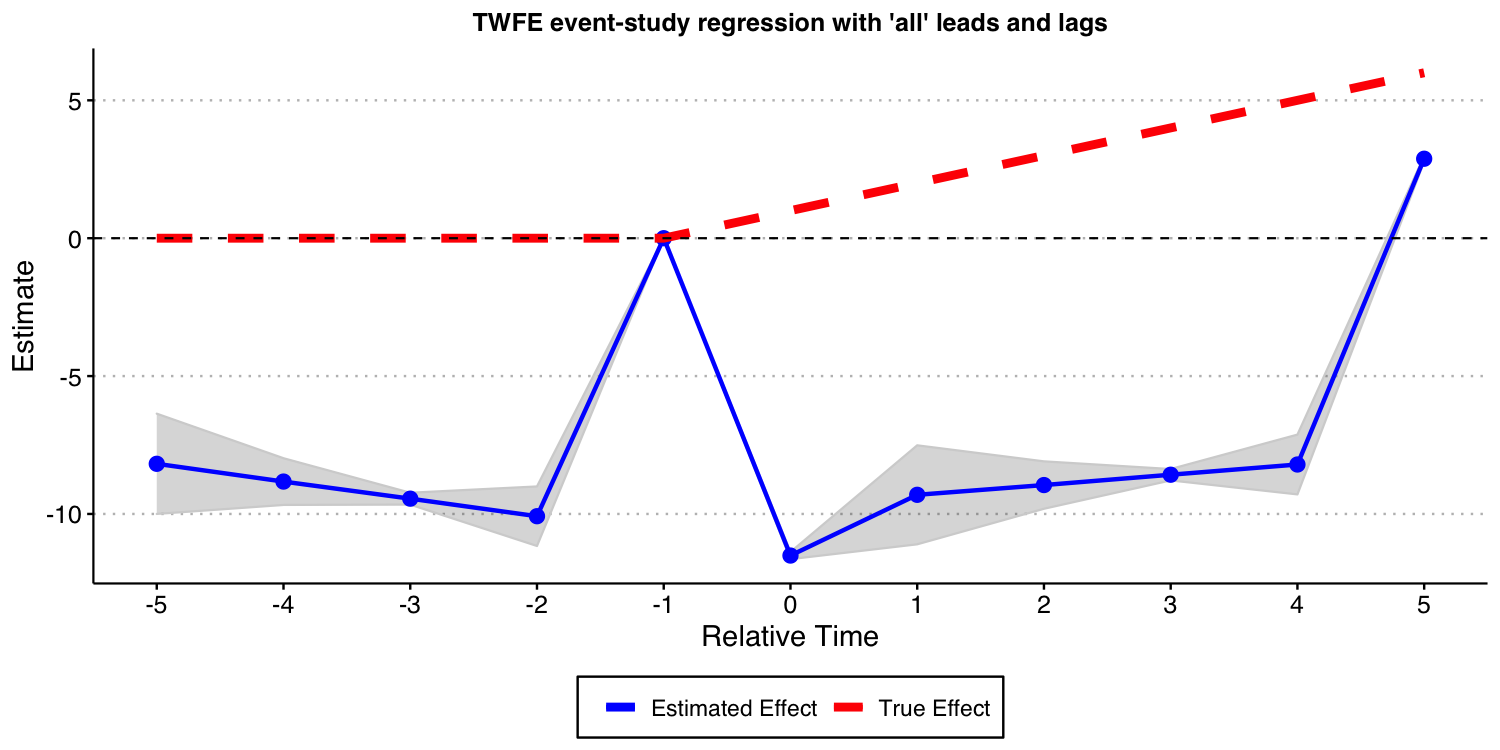 TWFE event-study regression with 'all' leads and lags
5
0
-5
-10
Estimate
-5 -4 -3 -2 -1 0 1 2 3 4 5
Relative Time
Estimated Effect True Effect